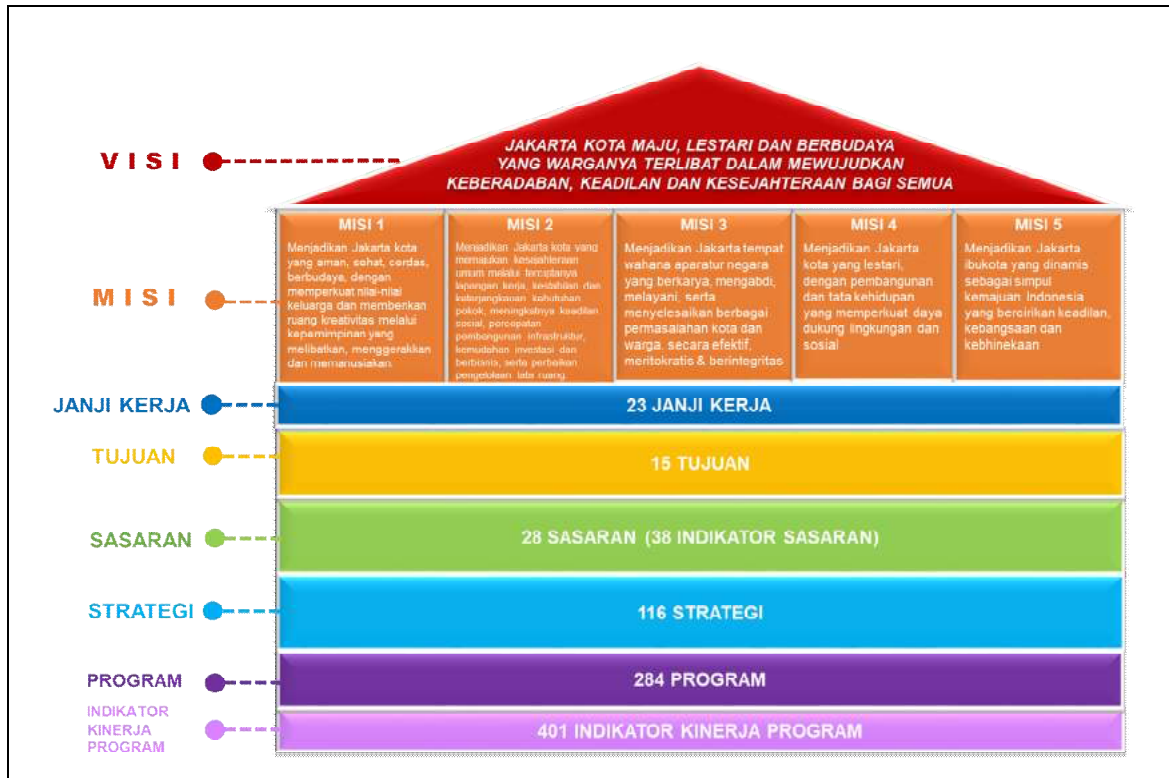 VISI
JAKARTA KOTA MAJU, LESTARI DAN BERBUDAYA
YANG WARGANYA TERLIBAT DALAM MEWUJUDKAN
KEBERADABAN, KEADILAN DAN KESEJAHTERAAN BAGI SEMUA
MISI
MISI 1
Menjadikan Jakarta kota
yang aman, sehat, cerdas,
berbudaya, dengan
memperkuat nilai-nilai
keluarga dan memberikan
ruang kreativitas melalui
kepemimpinan yang
melibatkan, menggerakkan
dan memanusiakan
MISI 2
Menjadikan Jakarta kota yang
memajukan kesejahteraan
umum melalui terciptanya
lapangan kerja, kestabilan dan
keterjangkauan kebutuhan
pokok, meningkatnya keadilan
social, percepatan
pembangunan infrastruktur,
kemudahan investasi dan
berbisnis, serta perbaikan
pengelolaan tata ruang
MISI 3
Menjadikan Jakarta tempat
wahana aparatur negara
yang berkarya, mengabdi,
melayani, serta
menyelesaikan berbagai
permasalahan kota dan
warga, secara efektif,
meritokratis & berintegritas
MISI 4
Menjadikan Jakarta
kota yang lestari,
dengan pembangunan
dan tata kehidupan
yang memperkuat daya
dukung lingkungan dan
sosial
MISI 5
Menjadikan Jakarta
ibukota yang dinamis
sebagai simpul
kemajuan Indonesia
yang bercirikan keadilan,
kebangsaan dan
kebhinekaan
JANJI KERJA
23 JANJI KERJA
TUJUAN
15 TUJUAN
SASARAN
28 SASARAN (38 INDIKATOR SASARAN)
STRATEGI
116 STRATEGI
PROGRAM
284 PROGRAM
INDIKATOR
KINERJA
PROGRAM
401 INDIKATOR KINERJA PROGRAM